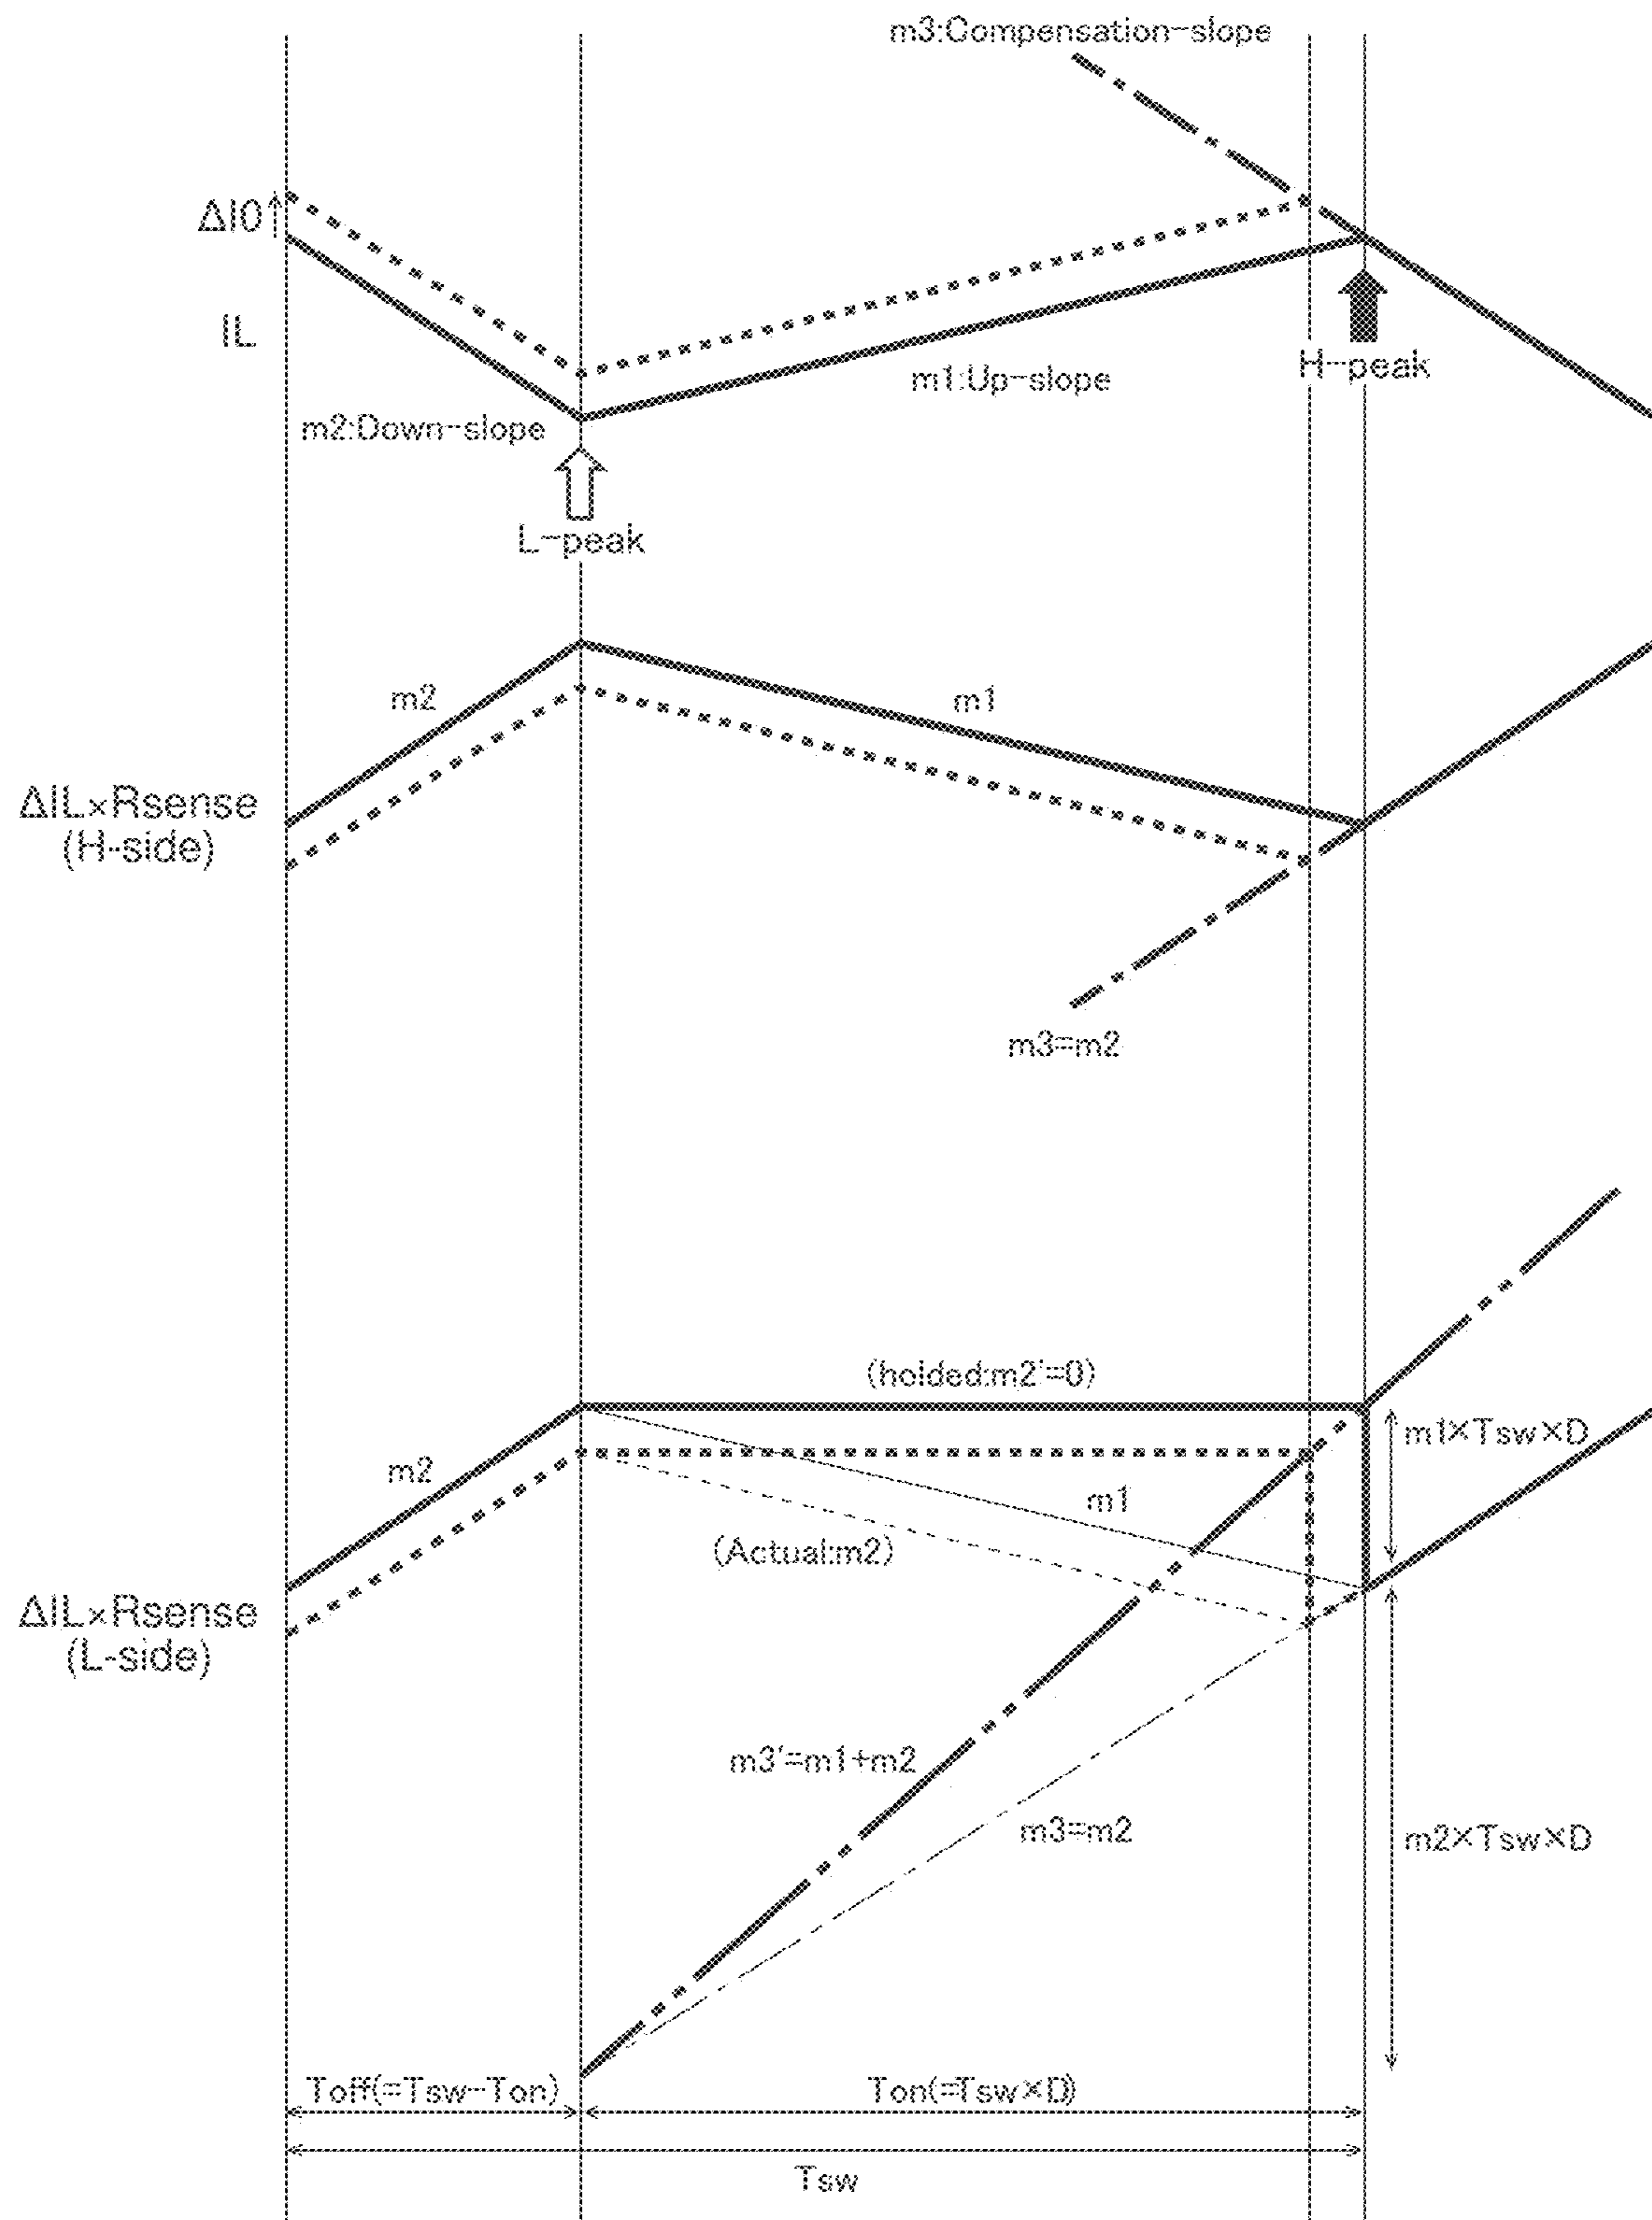 m3:Compensation-slope
ΔI0
IL
m1:Up-slope
H-peak
m2:Down-slope
L-peak
m2
m1
ΔIL×Rsense
(H-side)
m3=m2
(holded:m2'=0)
m1×Tsw×D
m2
m1
(Actual:m2)
ΔIL×Rsense
(L-side)
m3'=m1+m2
m3=m2
m2×Tsw×D
Toff(=Tsw-Ton)
Ton(=Tsw×D)
Tsw